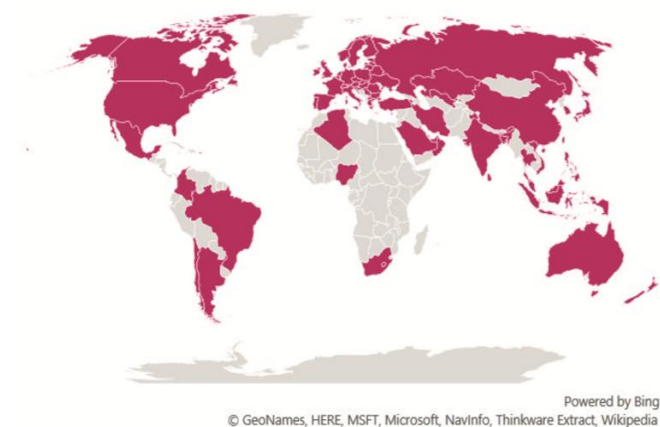 Powered by Bing
© GeoNames, HERE, MSFT, Microsoft, NavInfo, Thinkware Extract, Wikipedia